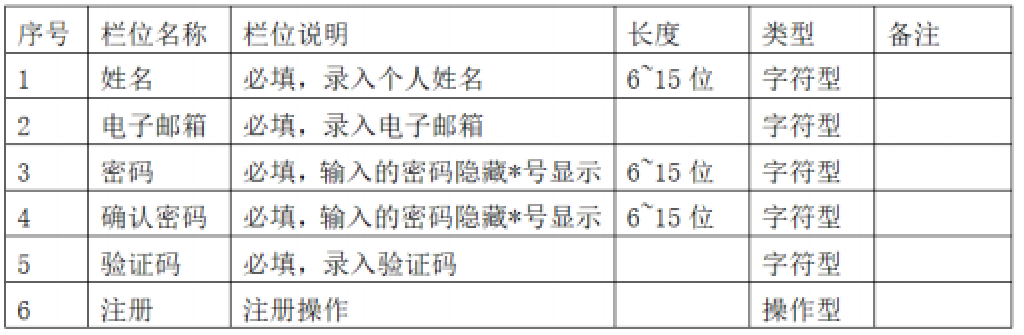 序号 栏位名称 栏位说明 长度 类型 备注
1 姓名 必填，录入个人姓名 6~15 位 字符型
2 电子邮箱 必填，录入电子邮箱 字符型
3 密码 必填，输入的密码隐藏*号显示 6~15 位 字符型
4 确认密码 必填，输入的密码隐藏*号显示 6~15 位 字符型
5 验证码 必填，录入验证码 字符型
6 注册 注册操作 操作型